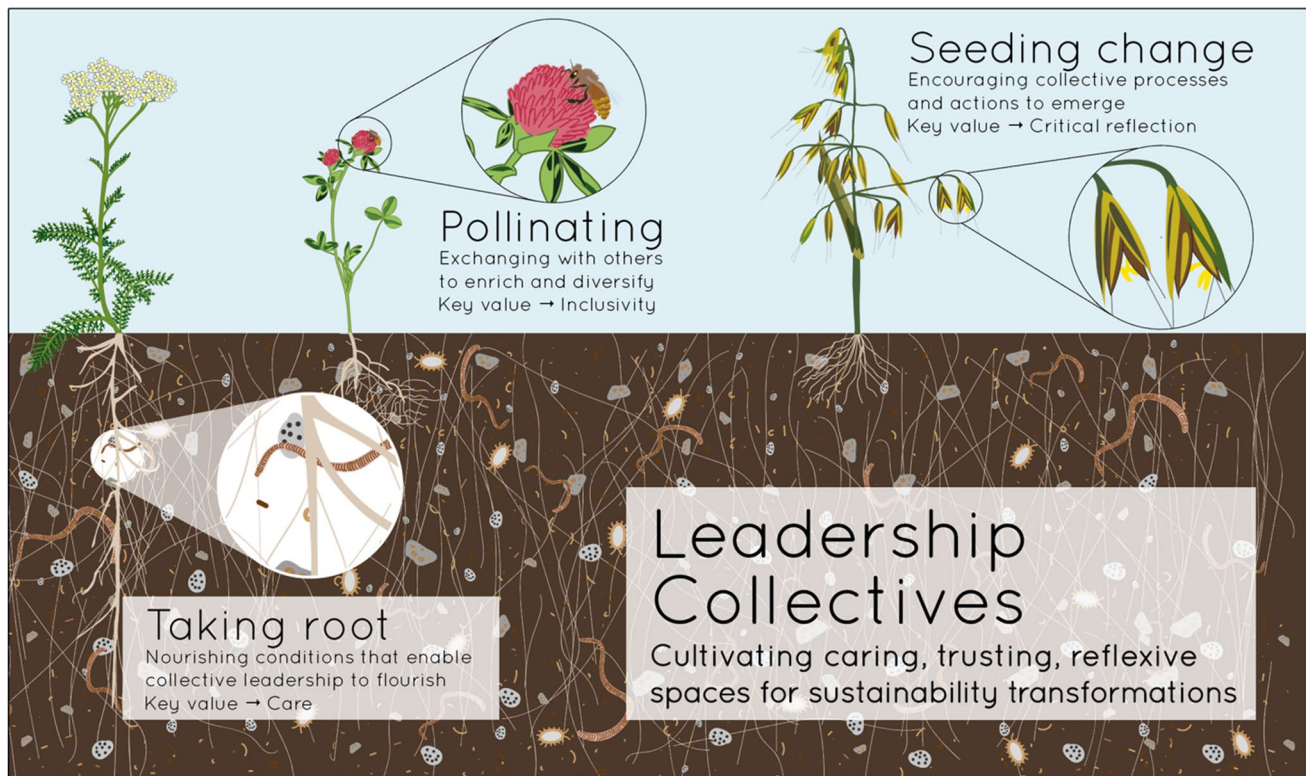 Seeding change
Encouraging collective processes
and actions to emerge
Key value → Critical reflection
Pollinating
Exchanging with others
to enrich and diversify
Key value → Inclusivity
Leadership
Collectives
Cultivating caring, trusting, reflexive
spaces for sustainability transformations
Taking root
Nourishing conditions that enable
collective leadership to flourish
Key value → Care